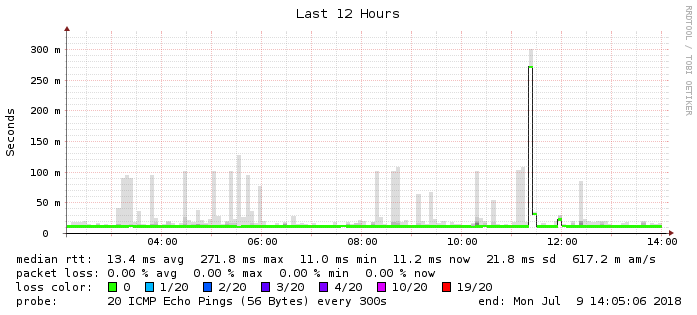 Last 12 Hours
RRDTOOL / TOBI OETIKER
Seconds
300 m
250 m
200 m
150 m
100 m
50 m
0
04:00 06:00 08:00 10:00 12:00 14:00
median rtt: 13.4 ms avg 271.8 ms max 11.0 ms min 11.2 ms now 21.8 ms sd 617.2 m am/s
packet loss: 0.00 % avg 0.00 % max 0.00 % min 0.00 % now
loss color: 0 1/20 2/20 3/20 4/20 10/20 19/20
probe: 20 ICMP Echo Pings (56 Bytes) every 300s end: Mon Jul 9 14:05:06 2018